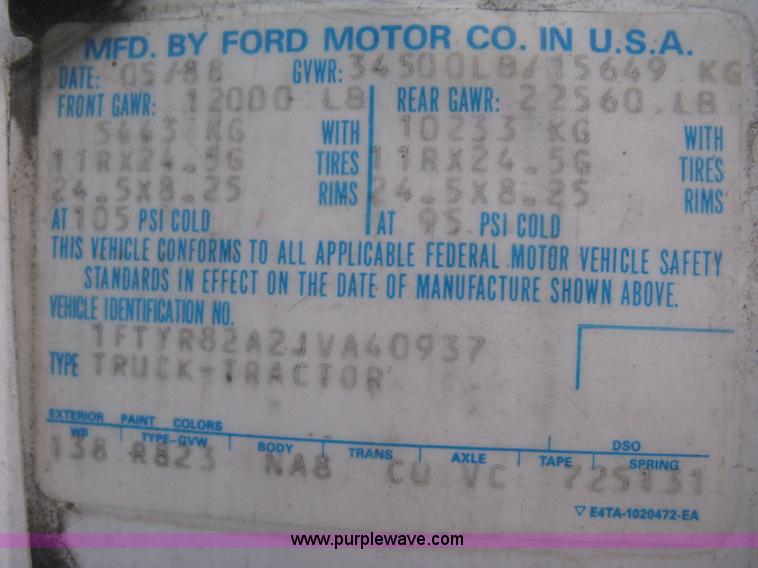 MFD. BY FORD MOTOR CO. IN U.S.A.
DATE: 05/88 GVWR: 34500LB/15649 KG
FRONT GAWR: 12000 LB REAR GAWR: 22560 LB
5443 KG WITH 10233 KG WITH
11RX24.5G TIRES 11RX24.5G TIRES
24.5X8.25 RIMS 24.5X8.25 RIMS
AT 105 PSI COLD AT 95 PSI COLD
THIS VEHICLE CONFORMS TO ALL APPLICABLE FEDERAL MOTOR VEHICLE SAFETY
STANDARDS IN EFFECT ON THE DATE OF MANUFACTURE SHOWN ABOVE.
VEHICLE IDENTIFICATION NO.
1FTYR82A2JVA40937
TYPE TRUCK-TRACTOR
EXTERIOR PAINT COLORS DSO
WB TYPE-GVW BODY TRANS AXLE TAPE SPRING
138 R823 NA8 CU VC 725131
▽ E4TA-1020472-EA
www.purplewave.com